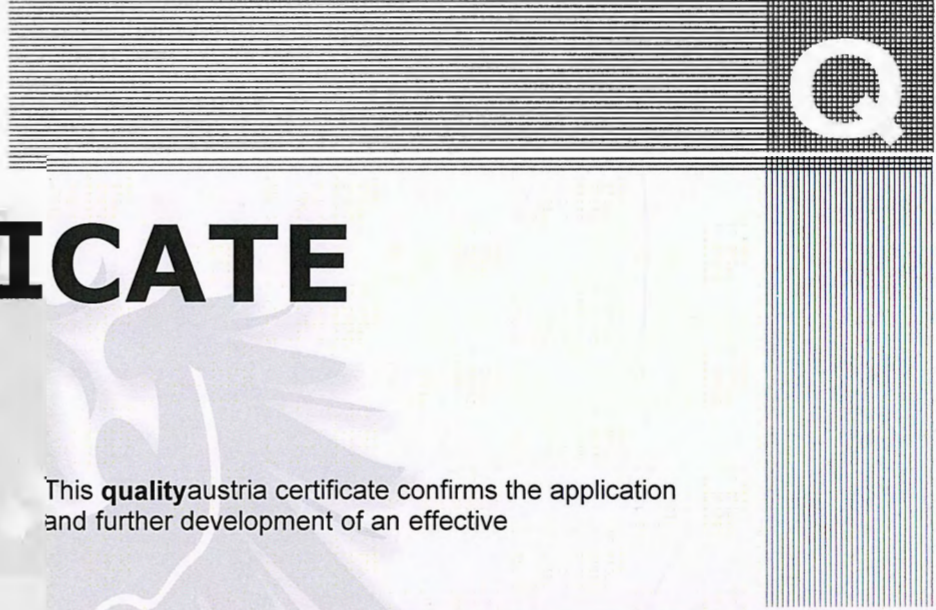 Q
ICATE
This qualityaustria certificate confirms the application
and further development of an effective